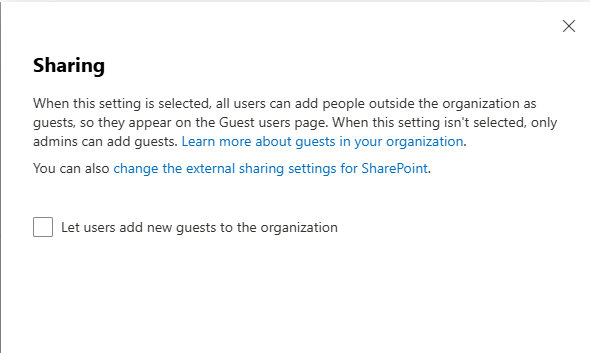 Sharing
When this setting is selected, all users can add people outside the organization as
guests, so they appear on the Guest users page. When this setting isn't selected, only
admins can add guests. Learn more about guests in your organization.
You can also change the external sharing settings for SharePoint.
Let users add new guests to the organization